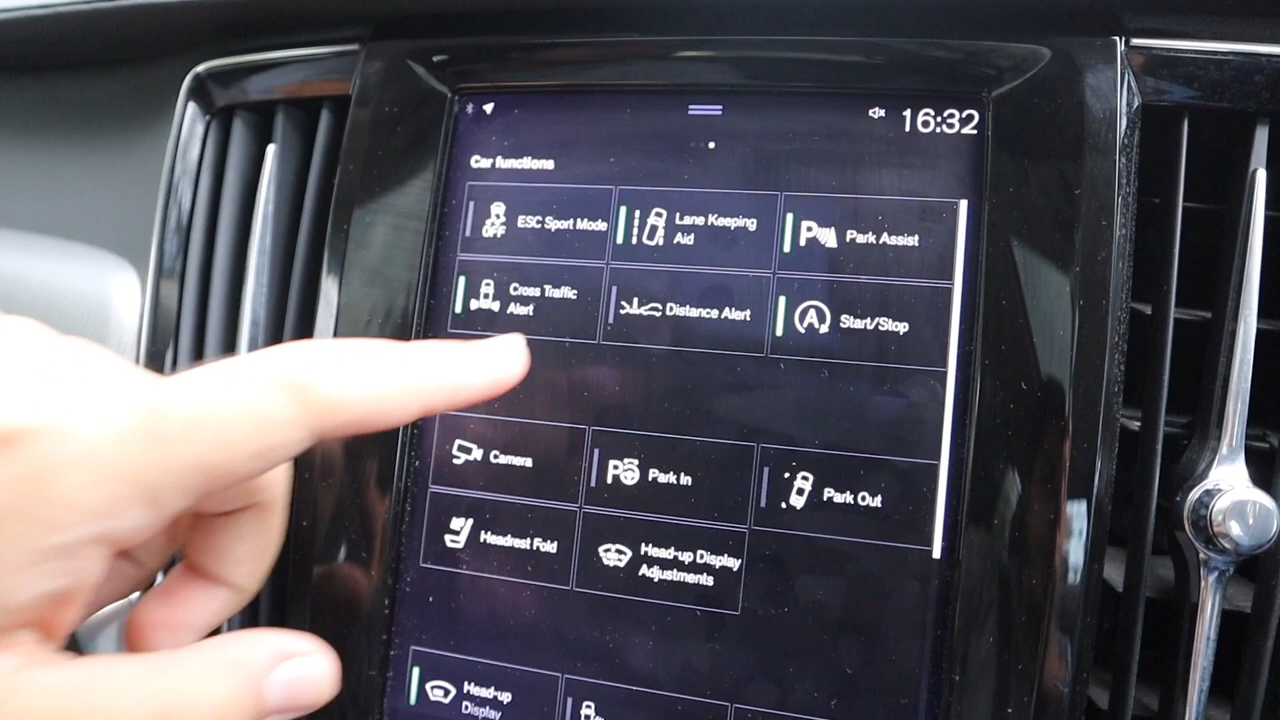 16:32
Car functions
OFF
ESC Sport Mode
Lane Keeping
Aid
P
Park Assist
Cross Traffic
Alert
Distance Alert
A
Start/Stop
Camera
P
Park In
Park Out
Headrest Fold
Head-up Display
Adjustments
Head-up
Display